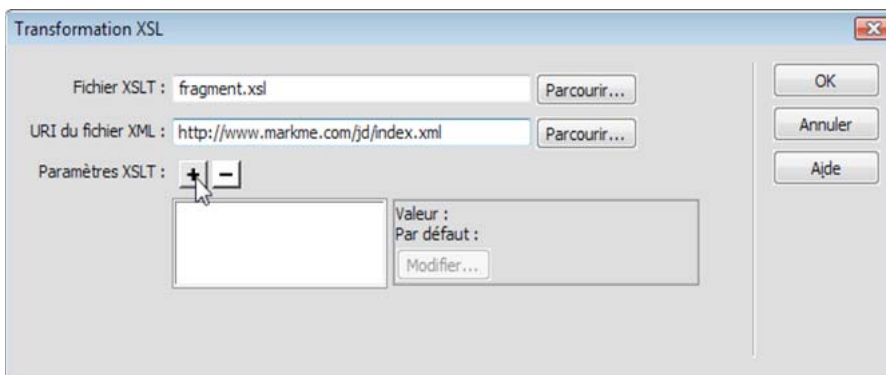 Transformation XSL
Fichier XSLT : fragment.xsl Parcourir...
URI du fichier XML : http://www.markme.com/jd/index.xml Parcourir...
Paramètres XSLT : + −
Valeur :
Par défaut :
Modifier...
OK
Annuler
Aide